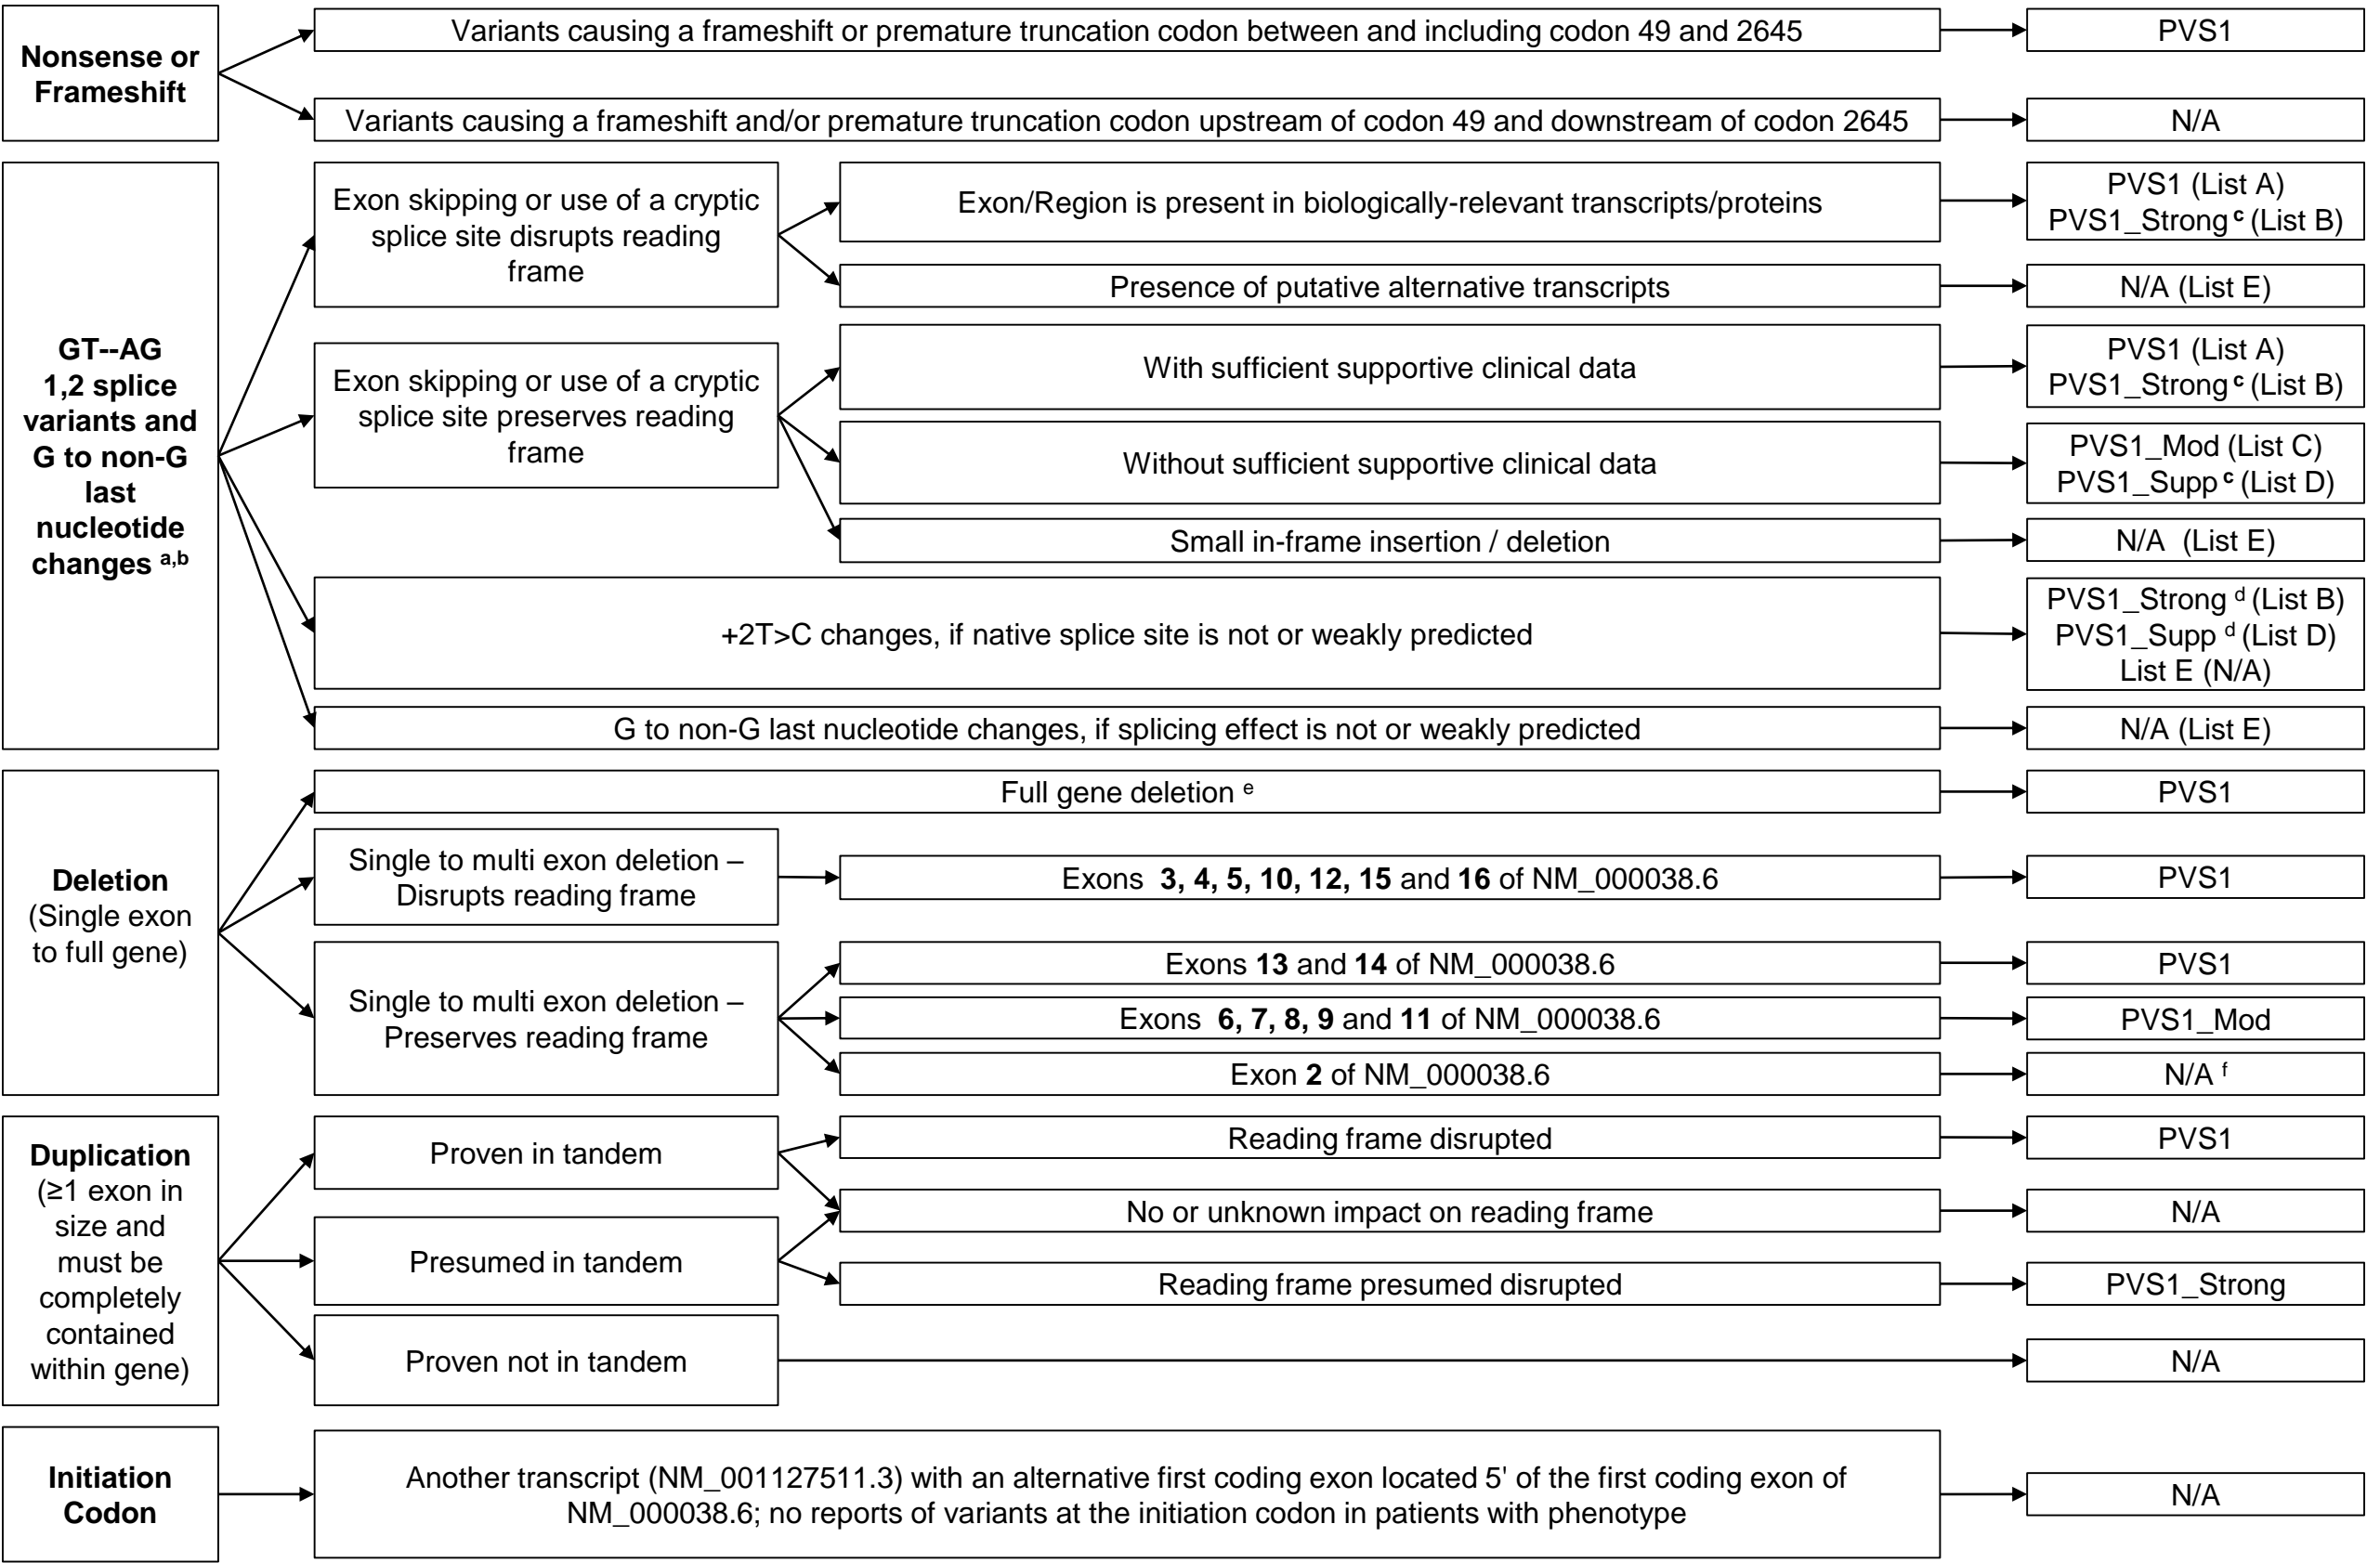 Nonsense or
Frameshift
Variants causing a frameshift or premature truncation codon between and including codon 49 and 2645
PVS1
Variants causing a frameshift and/or premature truncation codon upstream of codon 49 and downstream of codon 2645
N/A
GT--AG
1,2 splice
variants and
G to non-G
last
nucleotide
changes a,b
Exon skipping or use of a cryptic
splice site disrupts reading
frame
Exon/Region is present in biologically-relevant transcripts/proteins
PVS1 (List A)
PVS1_Strong c (List B)
Presence of putative alternative transcripts
N/A (List E)
Exon skipping or use of a cryptic
splice site preserves reading
frame
With sufficient supportive clinical data
PVS1 (List A)
PVS1_Strong c (List B)
Without sufficient supportive clinical data
PVS1_Mod (List C)
PVS1_Supp c (List D)
Small in-frame insertion / deletion
N/A (List E)
+2T>C changes, if native splice site is not or weakly predicted
PVS1_Strong d (List B)
PVS1_Supp d (List D)
List E (N/A)
G to non-G last nucleotide changes, if splicing effect is not or weakly predicted
N/A (List E)
Deletion
(Single exon
to full gene)
Full gene deletion e
PVS1
Single to multi exon deletion –
Disrupts reading frame
Exons 3, 4, 5, 10, 12, 15 and 16 of NM_000038.6
PVS1
Single to multi exon deletion –
Preserves reading frame
Exons 13 and 14 of NM_000038.6
PVS1
Exons 6, 7, 8, 9 and 11 of NM_000038.6
PVS1_Mod
Exon 2 of NM_000038.6
N/A f
Duplication
(≥1 exon in
size and
must be
completely
contained
within gene)
Proven in tandem
Reading frame disrupted
PVS1
No or unknown impact on reading frame
N/A
Presumed in tandem
Reading frame presumed disrupted
PVS1_Strong
Proven not in tandem
N/A
Initiation
Codon
Another transcript (NM_001127511.3) with an alternative first coding exon located 5' of the first coding exon of
NM_000038.6; no reports of variants at the initiation codon in patients with phenotype
N/A